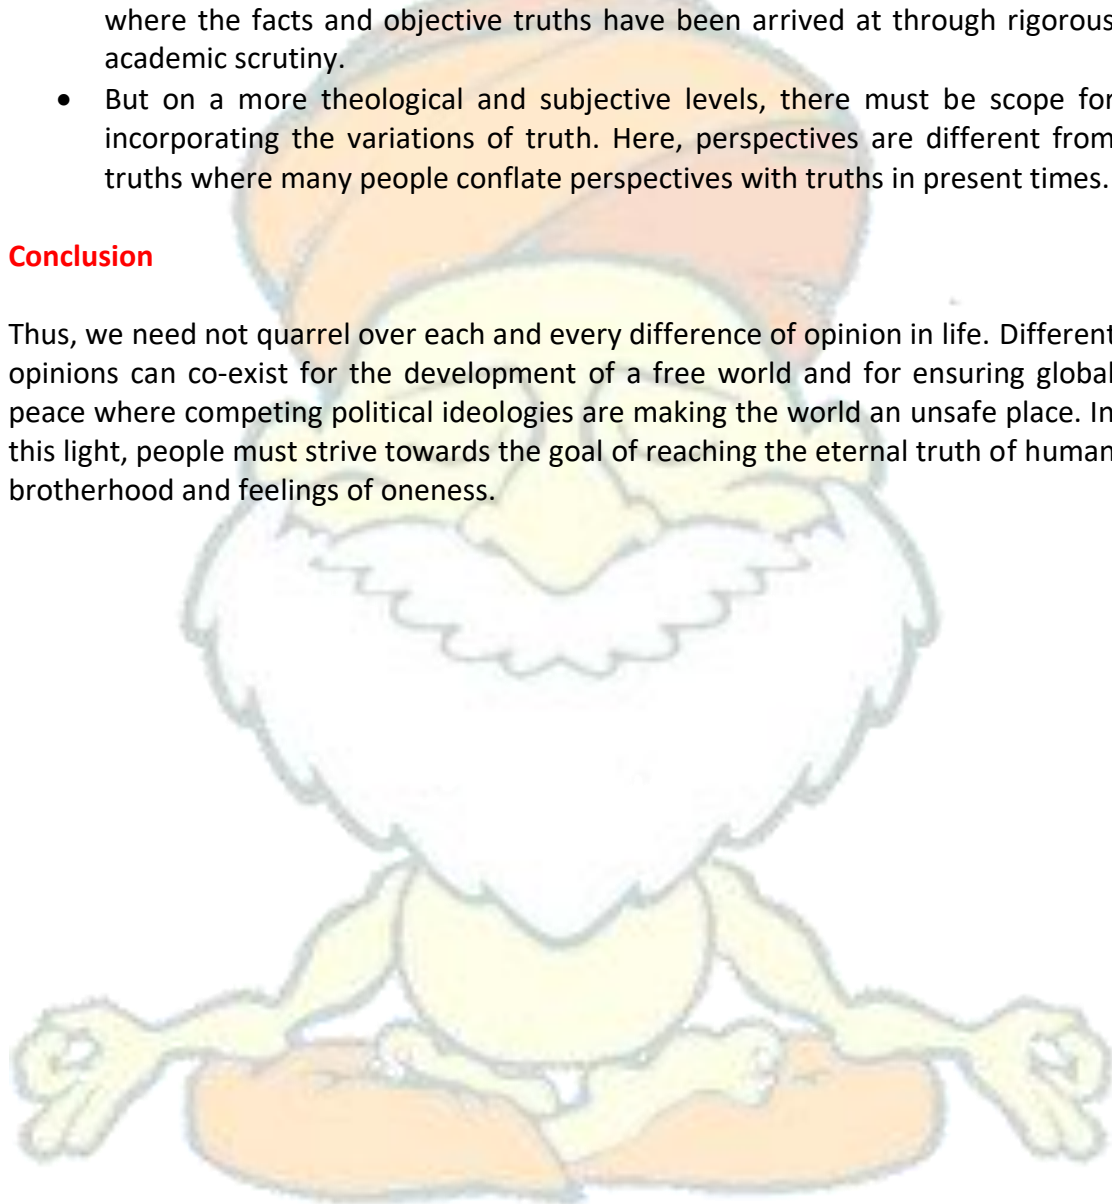 where the facts and objective truths have been arrived at through rigorous
academic scrutiny.
• But on a more theological and subjective levels, there must be scope for
incorporating the variations of truth. Here, perspectives are different from
truths where many people conflate perspectives with truths in present times.
Conclusion
Thus, we need not quarrel over each and every difference of opinion in life. Different
opinions can co-exist for the development of a free world and for ensuring global
peace where competing political ideologies are making the world an unsafe place. In
this light, people must strive towards the goal of reaching the eternal truth of human
brotherhood and feelings of oneness.